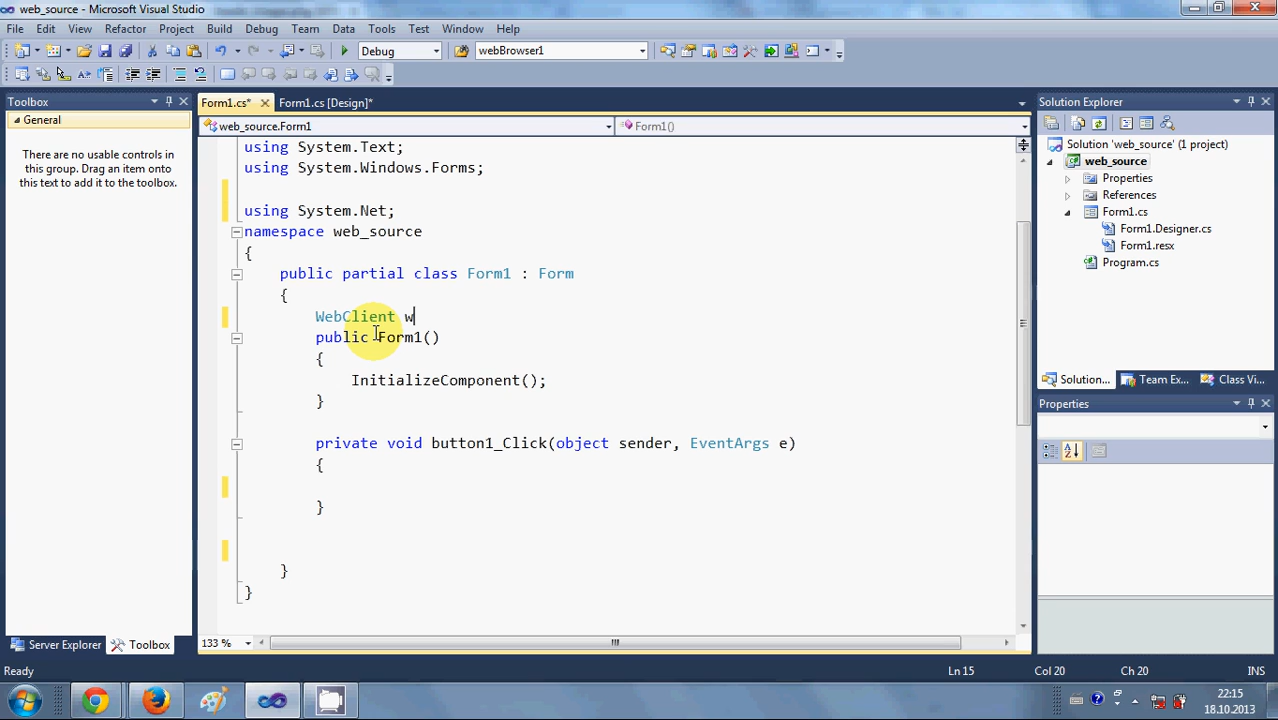 web_source - Microsoft Visual Studio
File Edit View Refactor Project Build Debug Team Data Tools Test Window Help
Debug webBrowser1
Toolbox
General
There are no usable controls in
this group. Drag an item onto
this text to add it to the toolbox.
Server Explorer Toolbox
Form1.cs* Form1.cs [Design]*
web_source.Form1 Form1()
using System.Text;
using System.Windows.Forms;
using System.Net;
namespace web_source
{
public partial class Form1 : Form
{
WebClient w
public Form1()
{
InitializeComponent();
}
private void button1_Click(object sender, EventArgs e)
{
}
}
}
133 %
Solution Explorer
Solution 'web_source' (1 project)
web_source
Properties
References
Form1.cs
Form1.Designer.cs
Form1.resx
Program.cs
Solution... Team Ex... Class Vi...
Properties
Ready Ln 15 Col 20 Ch 20 INS
22:15
18.10.2013